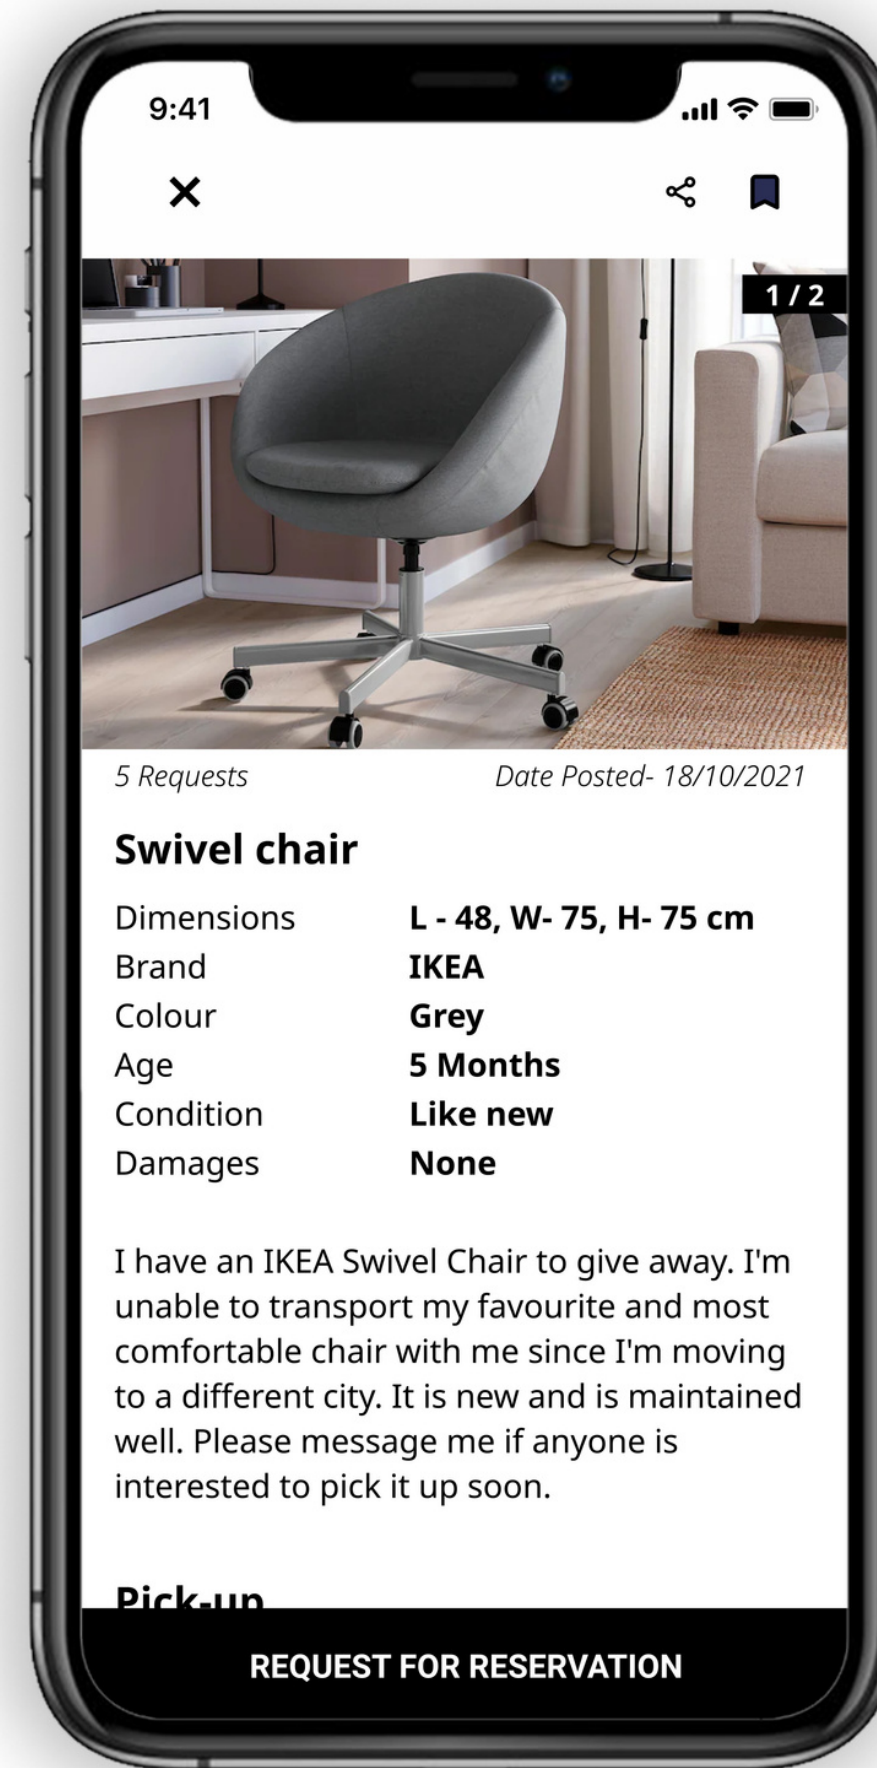 9:41
1 / 2
5 Requests
Date Posted- 18/10/2021
Swivel chair
Dimensions L - 48, W- 75, H- 75 cm
Brand IKEA
Colour Grey
Age 5 Months
Condition Like new
Damages None
I have an IKEA Swivel Chair to give away. I'm
unable to transport my favourite and most
comfortable chair with me since I'm moving
to a different city. It is new and is maintained
well. Please message me if anyone is
interested to pick it up soon.
Pick-up
REQUEST FOR RESERVATION